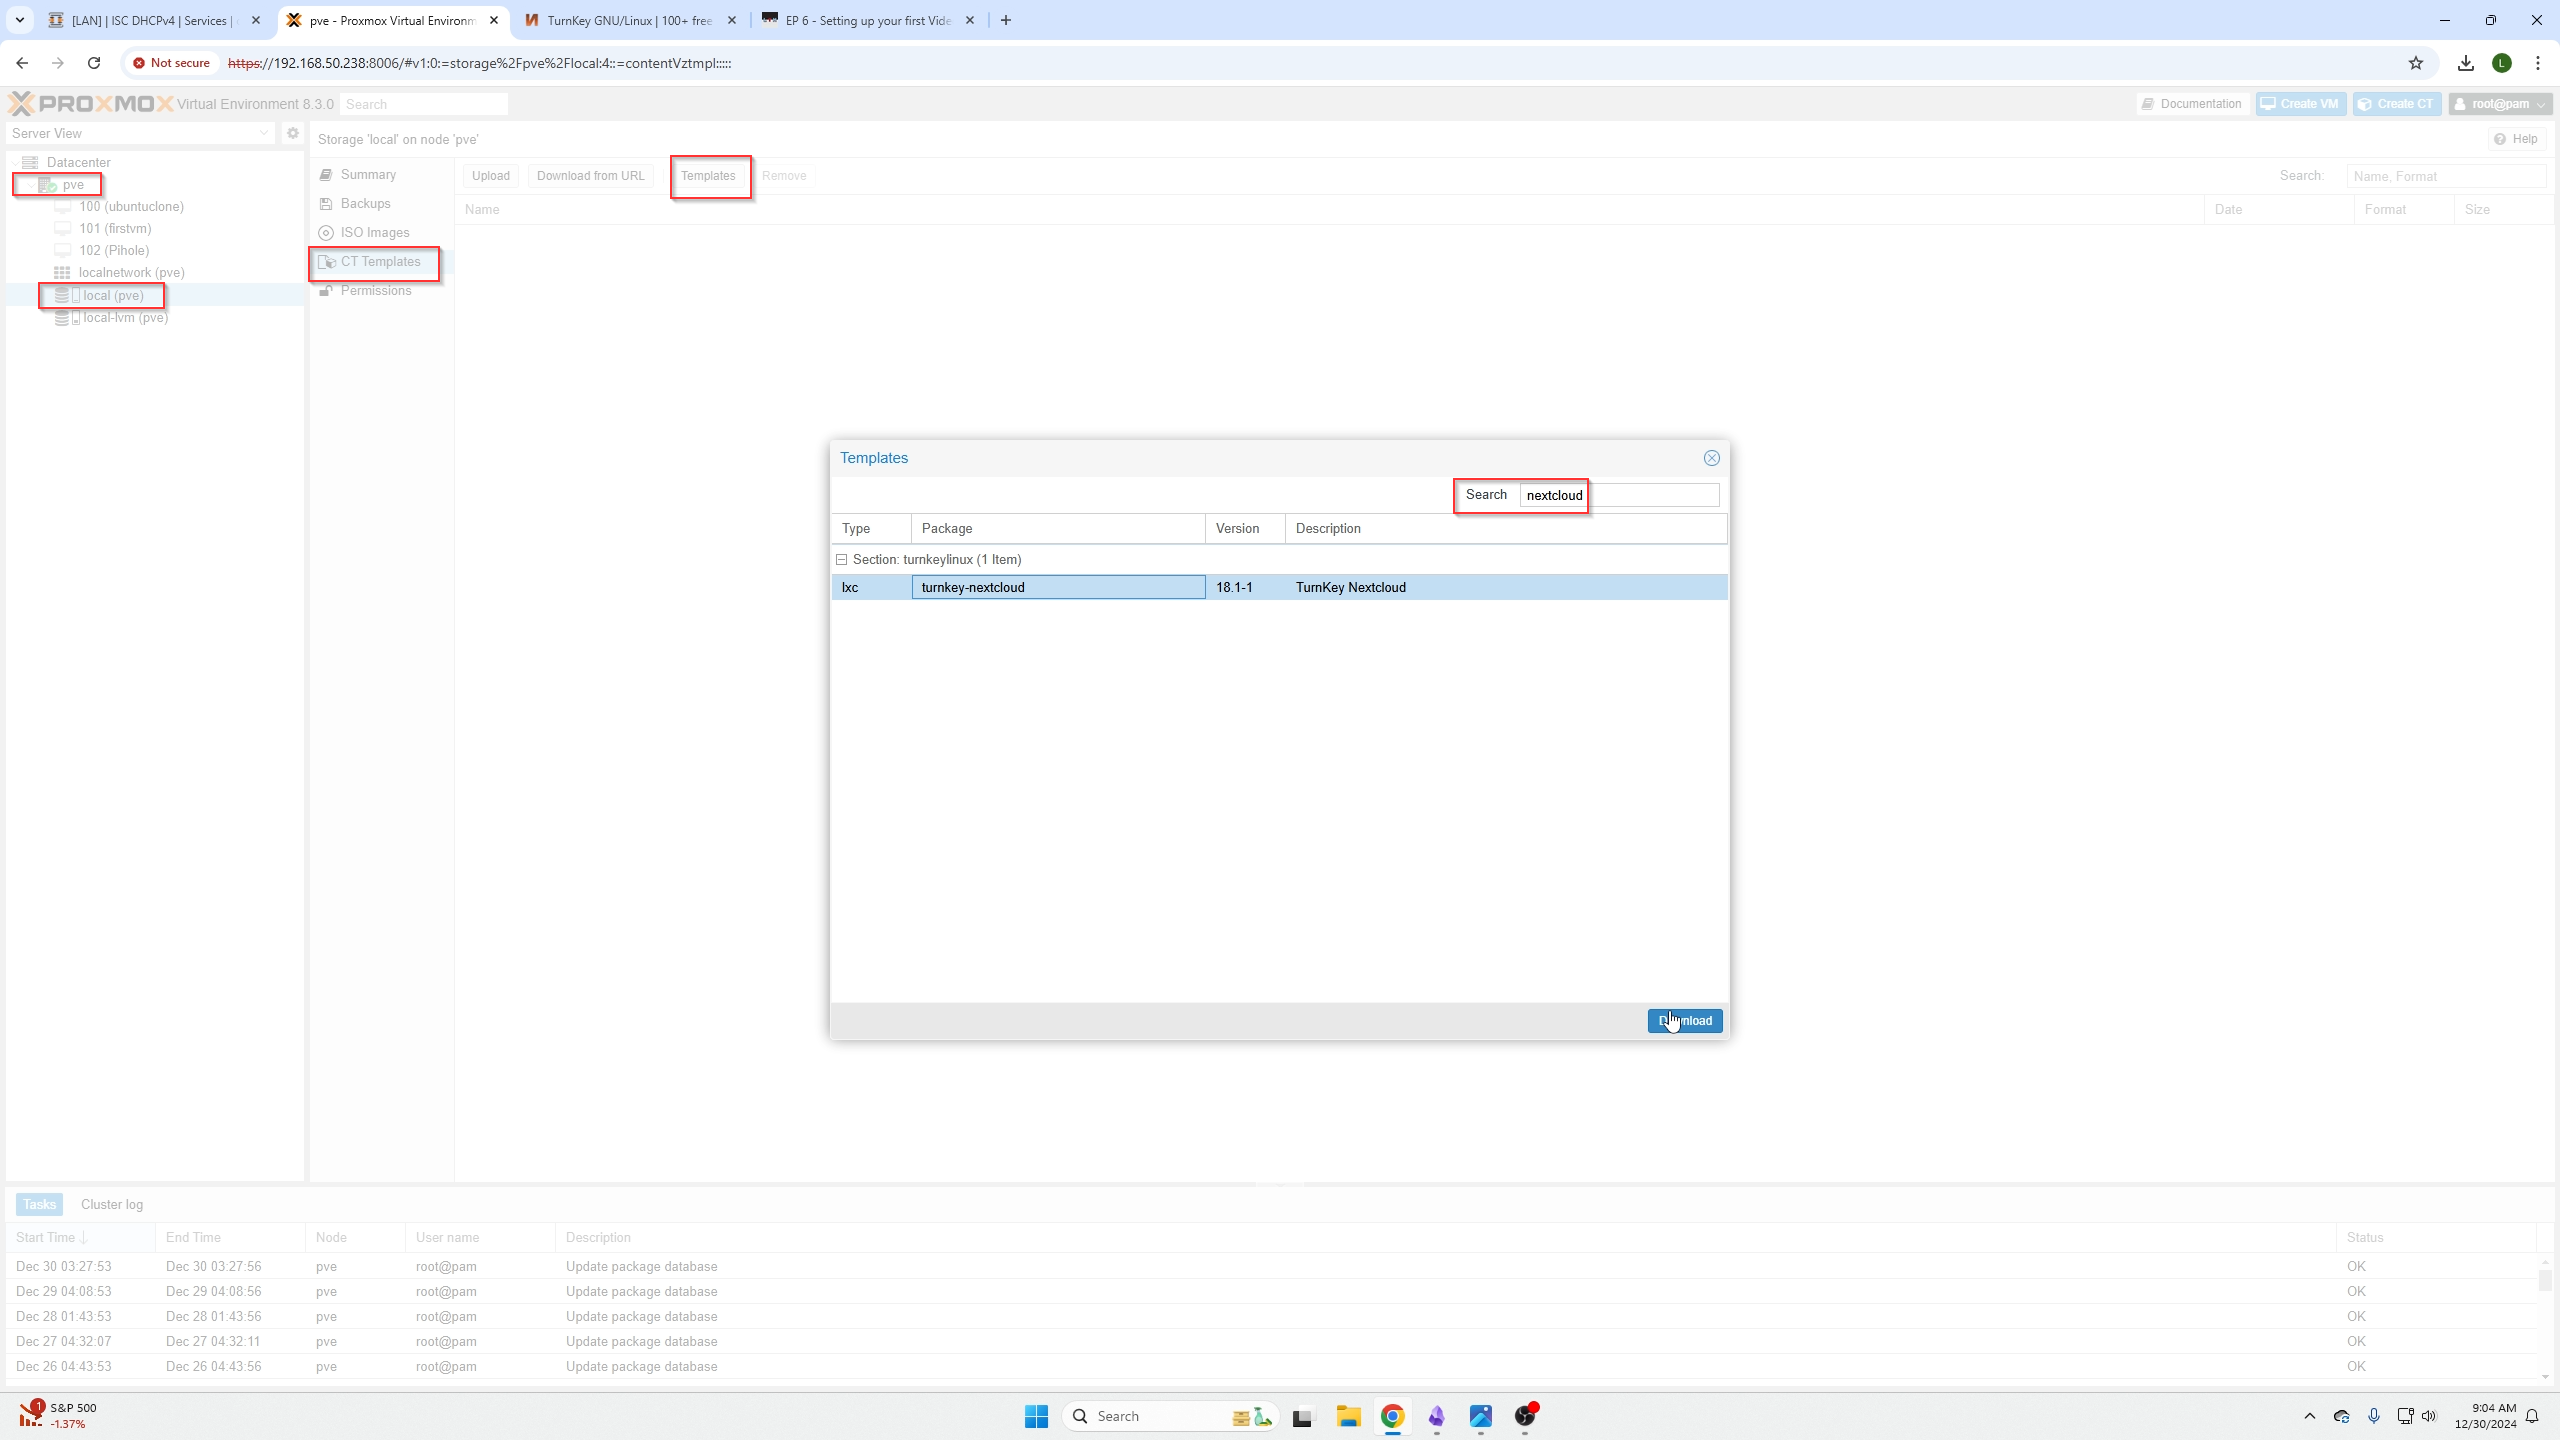 [LAN] | ISC DHCPv4 | Services |
pve - Proxmox Virtual Environm
TurnKey GNU/Linux | 100+ free
EP 6 - Setting up your first Vide
Not secure
https://192.168.50.238:8006/#v1:0:=storage%2Fpve%2Flocal:4::=contentVztmpl:::::
L
PROXMOX Virtual Environment 8.3.0
Search
Documentation
Create VM
Create CT
root@pam
Server View
Storage 'local' on node 'pve'
Help
Datacenter
pve
100 (ubuntuclone)
101 (firstvm)
102 (Pihole)
localnetwork (pve)
local (pve)
local-lvm (pve)
Summary
Backups
ISO Images
CT Templates
Permissions
Upload
Download from URL
Templates
Remove
Search:
Name, Format
Name
Date
Format
Size
Templates
Search
nextcloud
Type
Package
Version
Description
Section: turnkeylinux (1 Item)
lxc
turnkey-nextcloud
18.1-1
TurnKey Nextcloud
Tasks
Cluster log
Start Time
End Time
Node
User name
Description
Status
Dec 30 03:27:53
Dec 30 03:27:56
pve
root@pam
Update package database
OK
Dec 29 04:08:53
Dec 29 04:08:56
pve
root@pam
Update package database
OK
Dec 28 01:43:53
Dec 28 01:43:56
pve
root@pam
Update package database
OK
Dec 27 04:32:07
Dec 27 04:32:11
pve
root@pam
Update package database
OK
Dec 26 04:43:53
Dec 26 04:43:56
pve
root@pam
Update package database
OK
1
S&P 500
-1.37%
Search
9:04 AM
12/30/2024